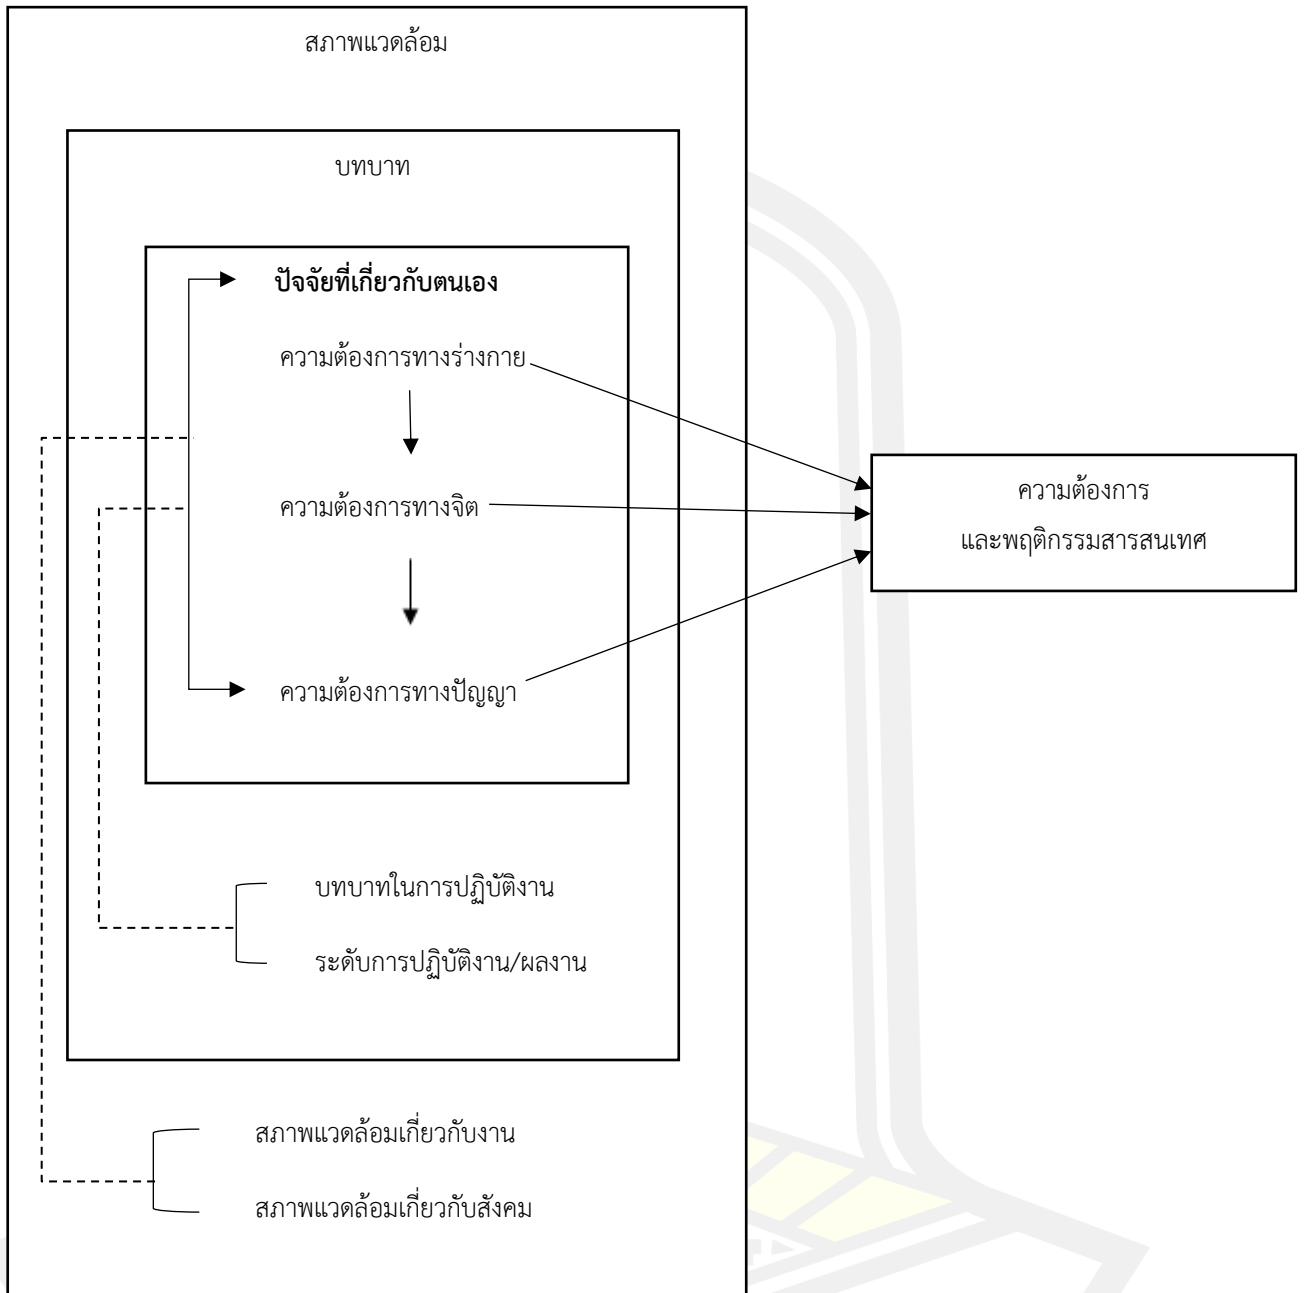 สภาพแวดล้อม
บทบาท
ปัจจัยที่เกี่ยวกับตนเอง
ความต้องการทางร่างกาย
ความต้องการทางจิต
ความต้องการ
และพฤติกรรมสารสนเทศ
ความต้องการทางปัญญา
บทบาทในการปฏิบัติงาน
ระดับการปฏิบัติงาน/ผลงาน
สภาพแวดล้อมเกี่ยวกับงาน
สภาพแวดล้อมเกี่ยวกับสังคม